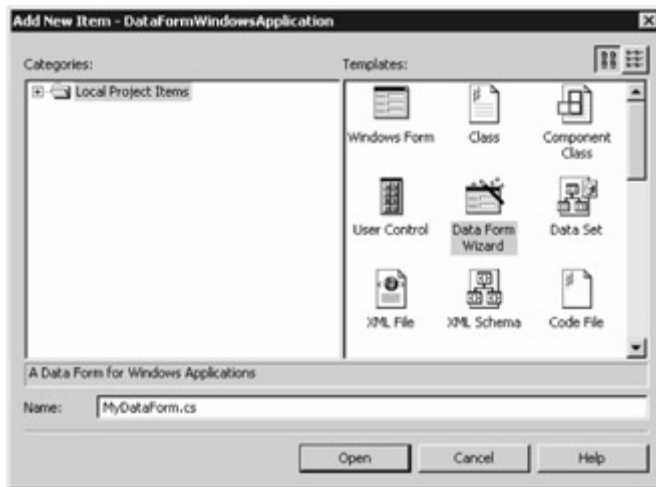 Add New Item - DataFormWindowsApplication
Categories:
Templates:
Local Project Items
Windows Form
Class
Component Class
User Control
Data Form Wizard
Data Set
XML File
XML Schema
Code File
A Data Form for Windows Applications
Name:
MyDataForm.cs
Open
Cancel
Help